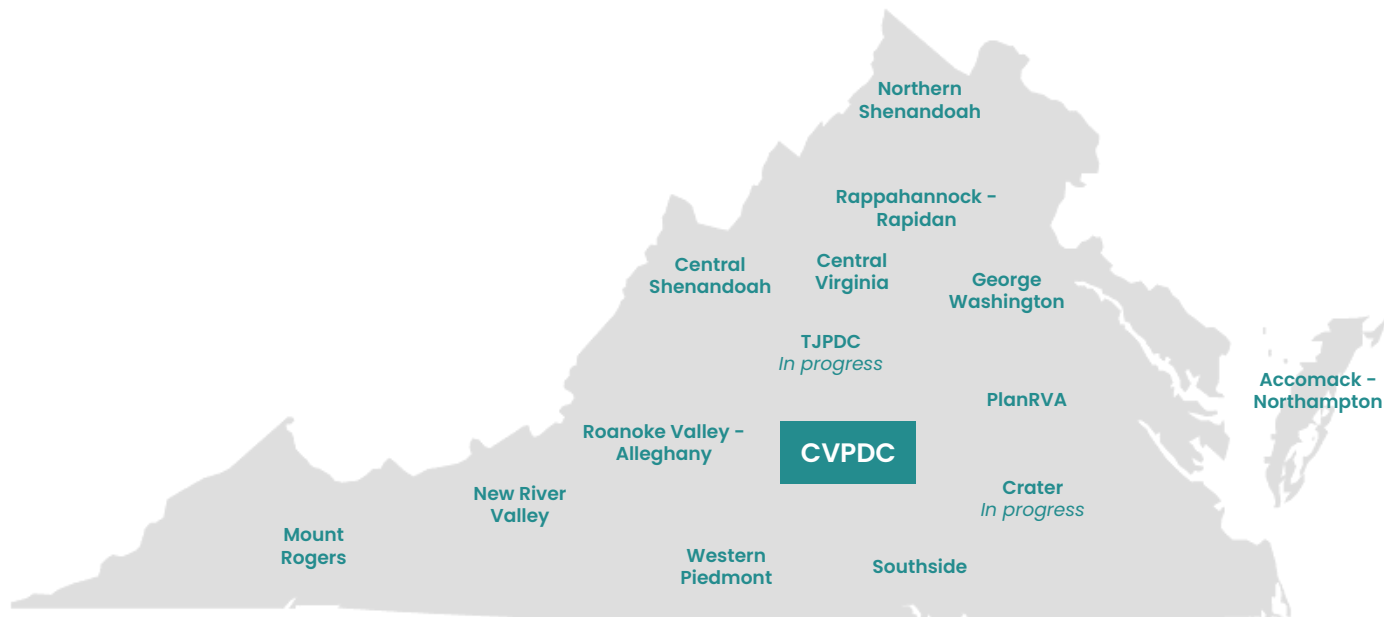 Northern
Shenandoah
Rappahannock -
Rapidan
Central
Shenandoah
Central
Virginia
George
Washington
TJPDC
In progress
Accomack -
Northampton
PlanRVA
Roanoke Valley -
Alleghany
CVPDC
New River
Valley
Crater
In progress
Mount
Rogers
Western
Piedmont
Southside